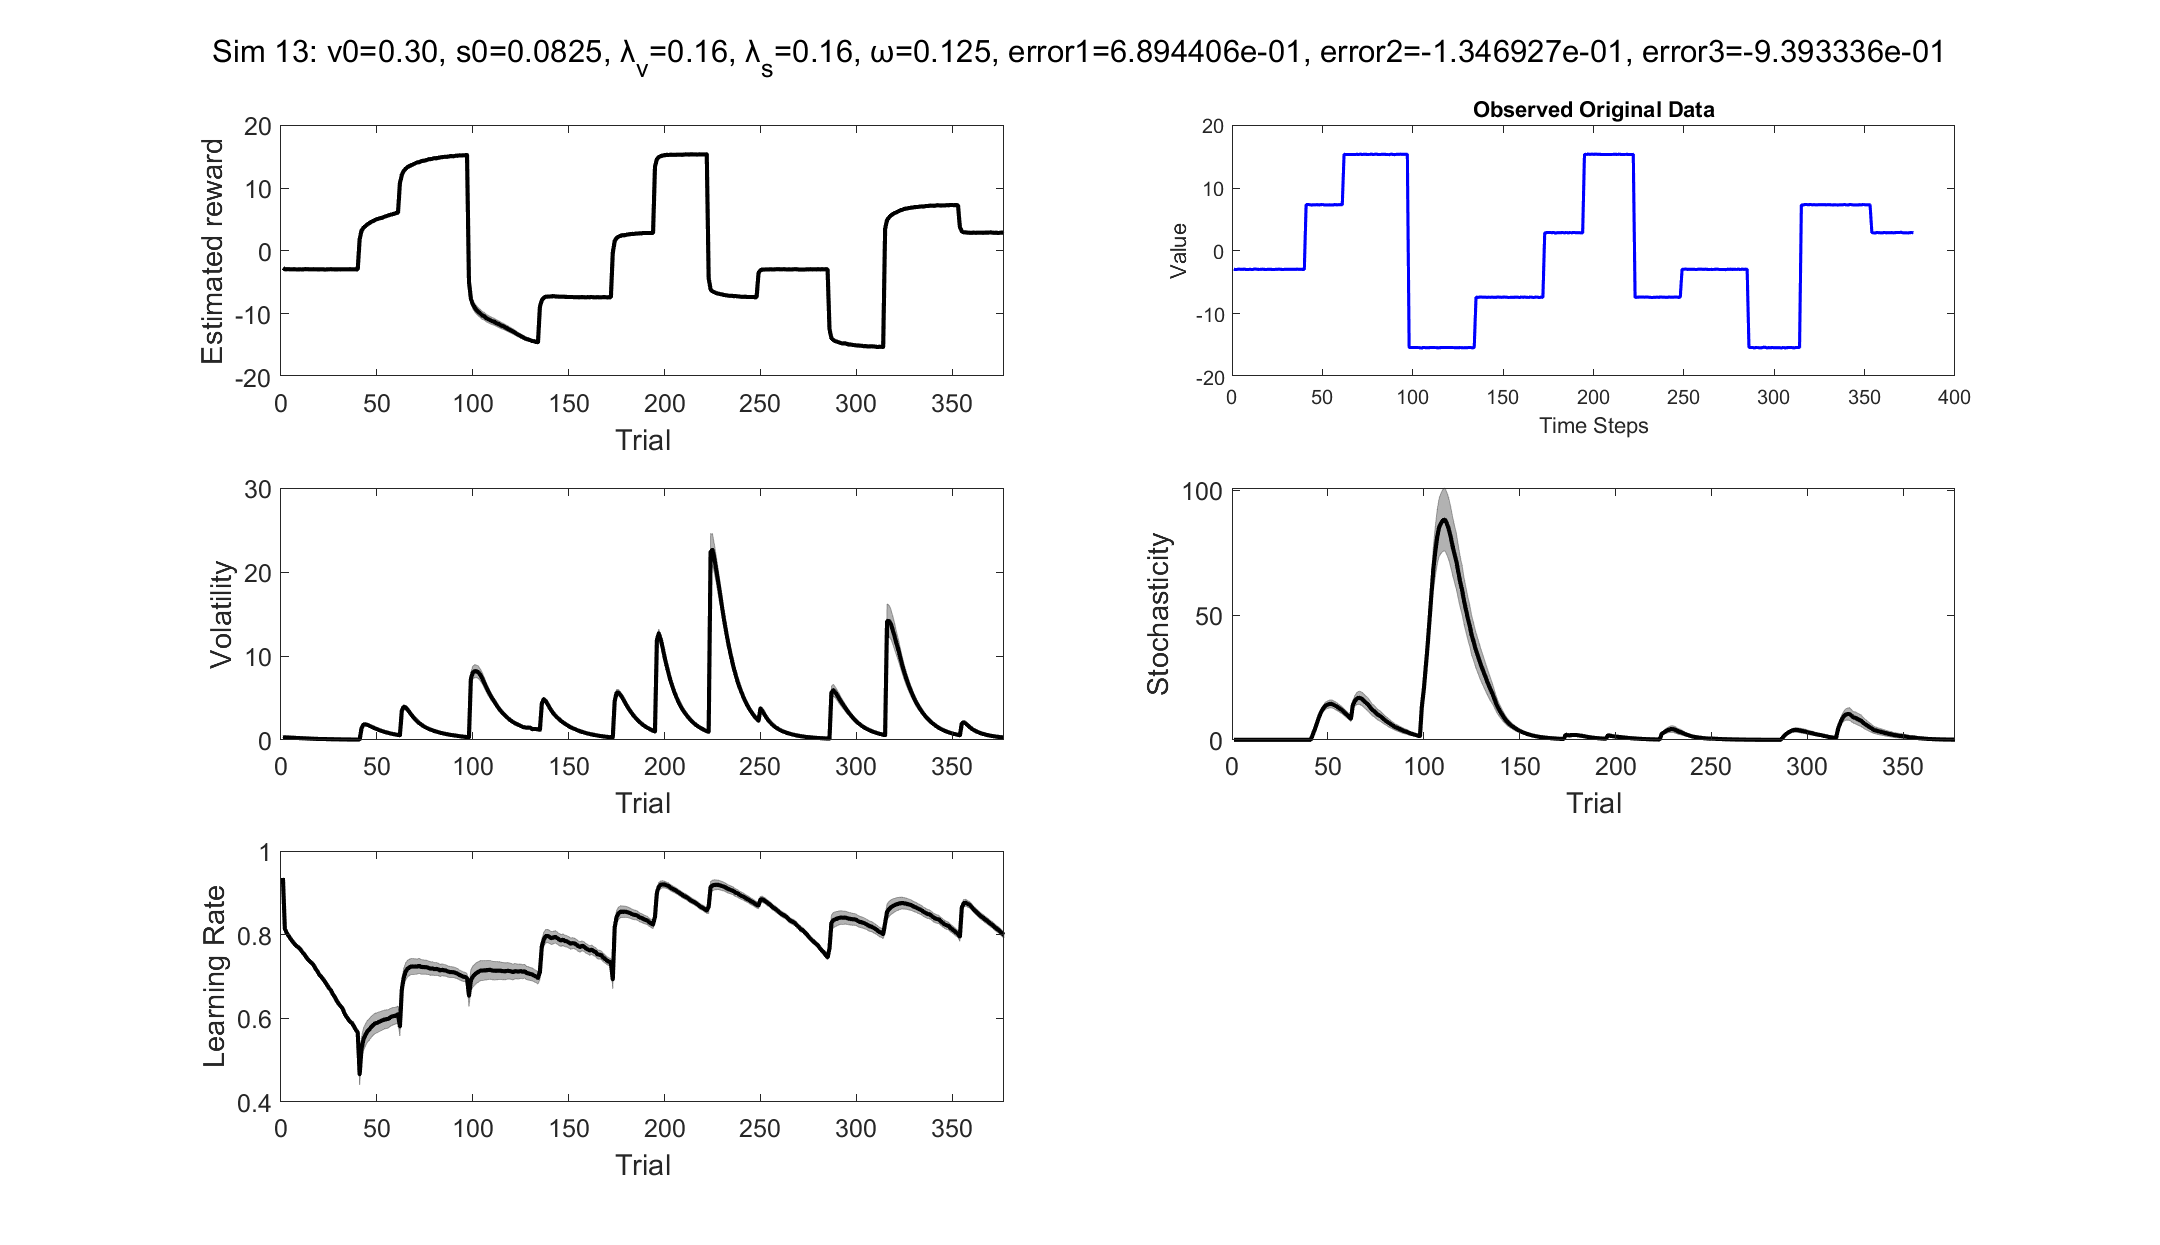 Sim 13: v0=0.30, s0=0.0825, λv=0.16, λs=0.16, ω=0.125, error1=6.894406e-01, error2=-1.346927e-01, error3=-9.393336e-01
20
10
0
-10
-20
Estimated reward
0 50 100 150 200 250 300 350
Trial
Observed Original Data
20
10
0
-10
-20
Value
0 50 100 150 200 250 300 350 400
Time Steps
30
20
10
0
Volatility
0 50 100 150 200 250 300 350
Trial
100
50
0
Stochasticity
0 50 100 150 200 250 300 350
Trial
1
0.8
0.6
0.4
Learning Rate
0 50 100 150 200 250 300 350
Trial